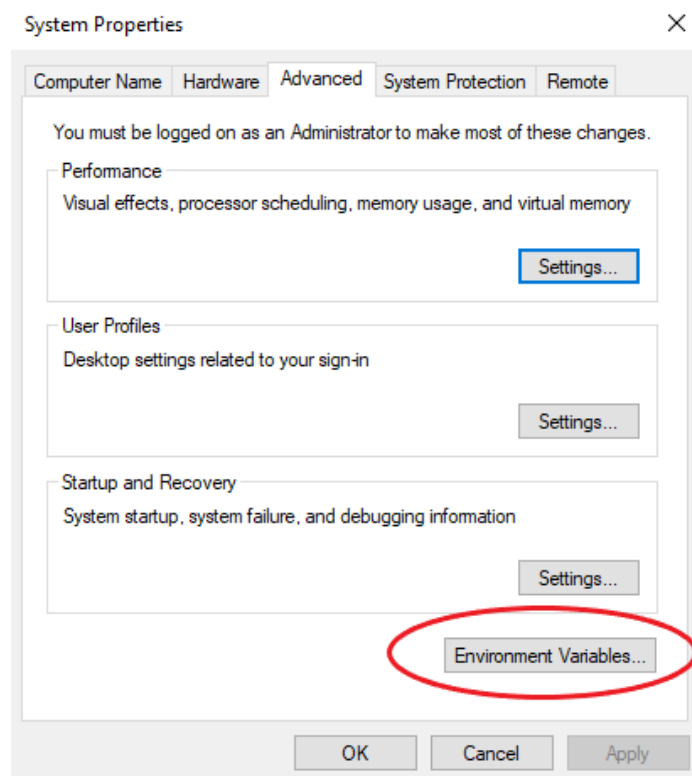 System Properties
Computer Name Hardware Advanced System Protection Remote
You must be logged on as an Administrator to make most of these changes.
Performance
Visual effects, processor scheduling, memory usage, and virtual memory
Settings...
User Profiles
Desktop settings related to your sign-in
Settings...
Startup and Recovery
System startup, system failure, and debugging information
Settings...
Environment Variables...
OK Cancel Apply